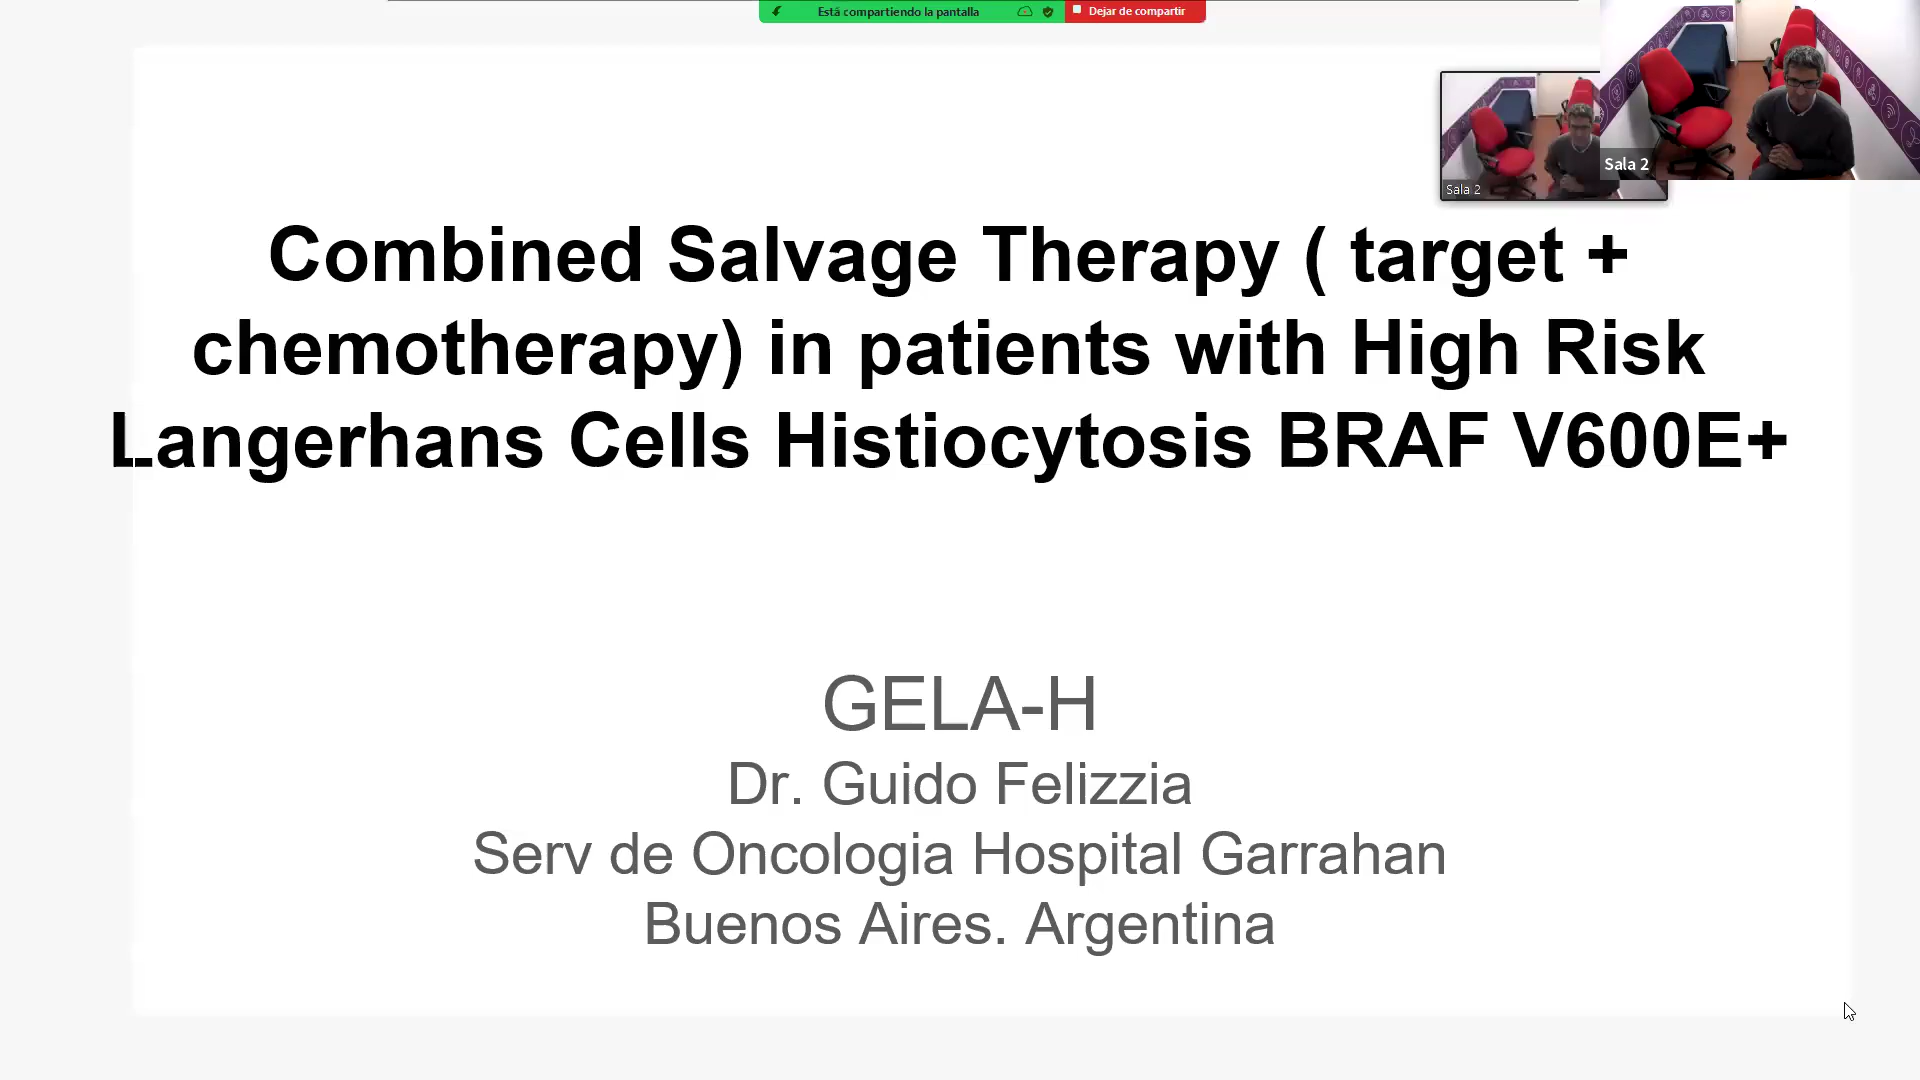 Está compartiendo la pantalla
Dejar de compartir
Sala 2
Sala 2
Combined Salvage Therapy ( target +
chemotherapy) in patients with High Risk
Langerhans Cells Histiocytosis BRAF V600E+
GELA-H
Dr. Guido Felizzia
Serv de Oncologia Hospital Garrahan
Buenos Aires. Argentina